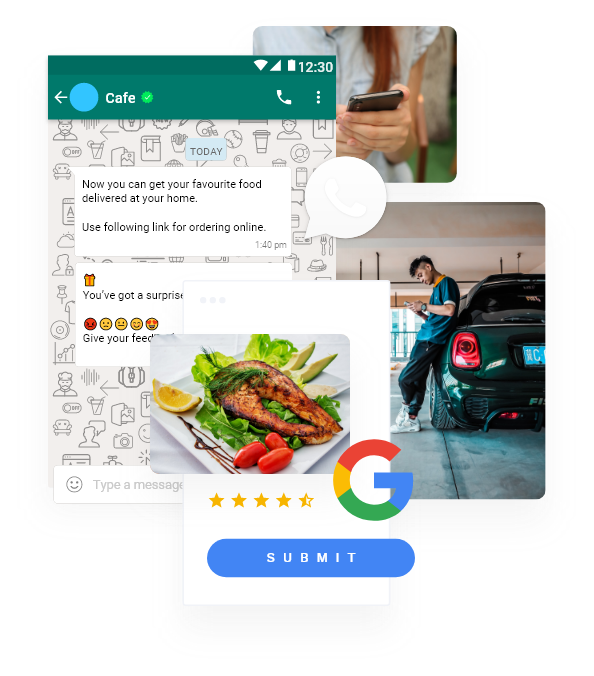 12:30
Cafe
TODAY
Now you can get your favourite food
delivered at your home.
Use following link for ordering online.
1:40 pm
You've got a surprise
Give your
Type a message
SUBMIT